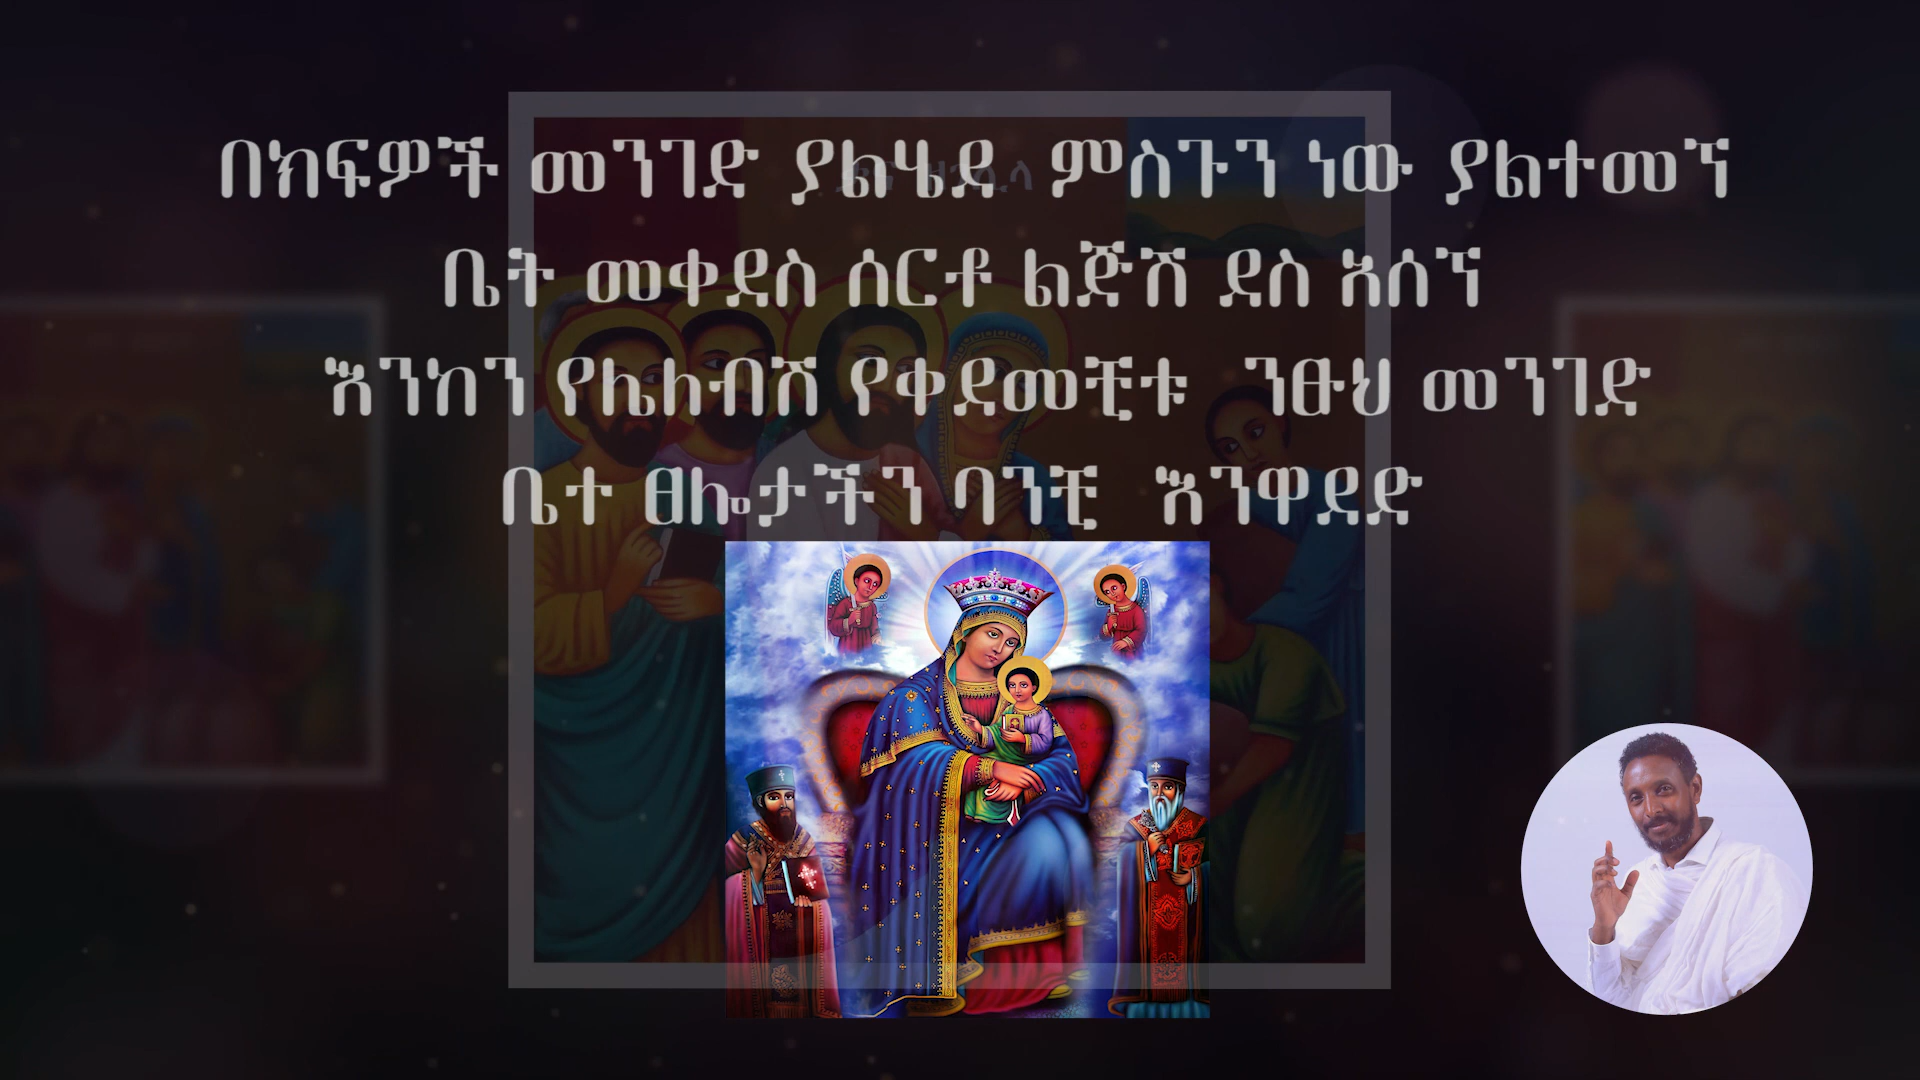 በክፍዎች መንገድ ያልሄደ ምስጉን ነው ያልተመኘ
ቤት መቀደስ ሰርቶ ልጅሽ ደስ እሰኘ
እንከን የሌለብሽ የቀደመቺቱ ንፁህ መንገድ
ቤተ ፀሎታችን ባንቺ እንዋደድ